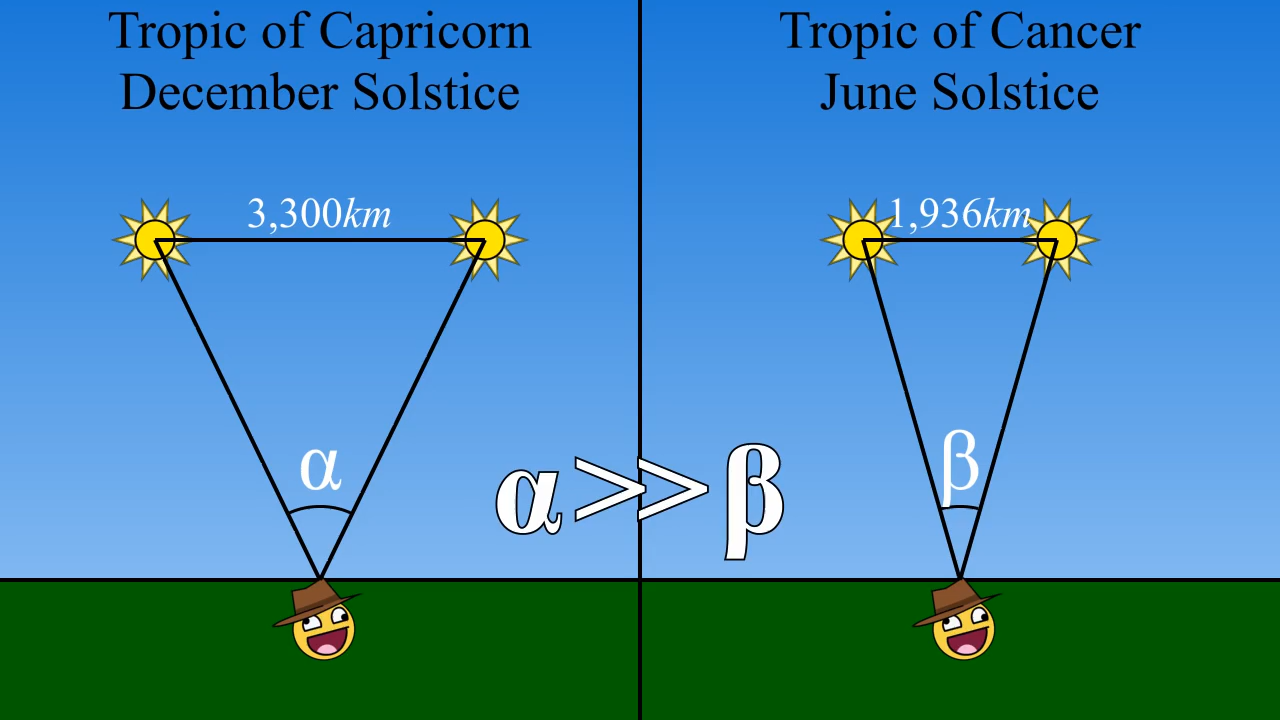 Tropic of Capricorn
December Solstice
3,300km
α
Tropic of Cancer
June Solstice
1,936km
β
α>>β